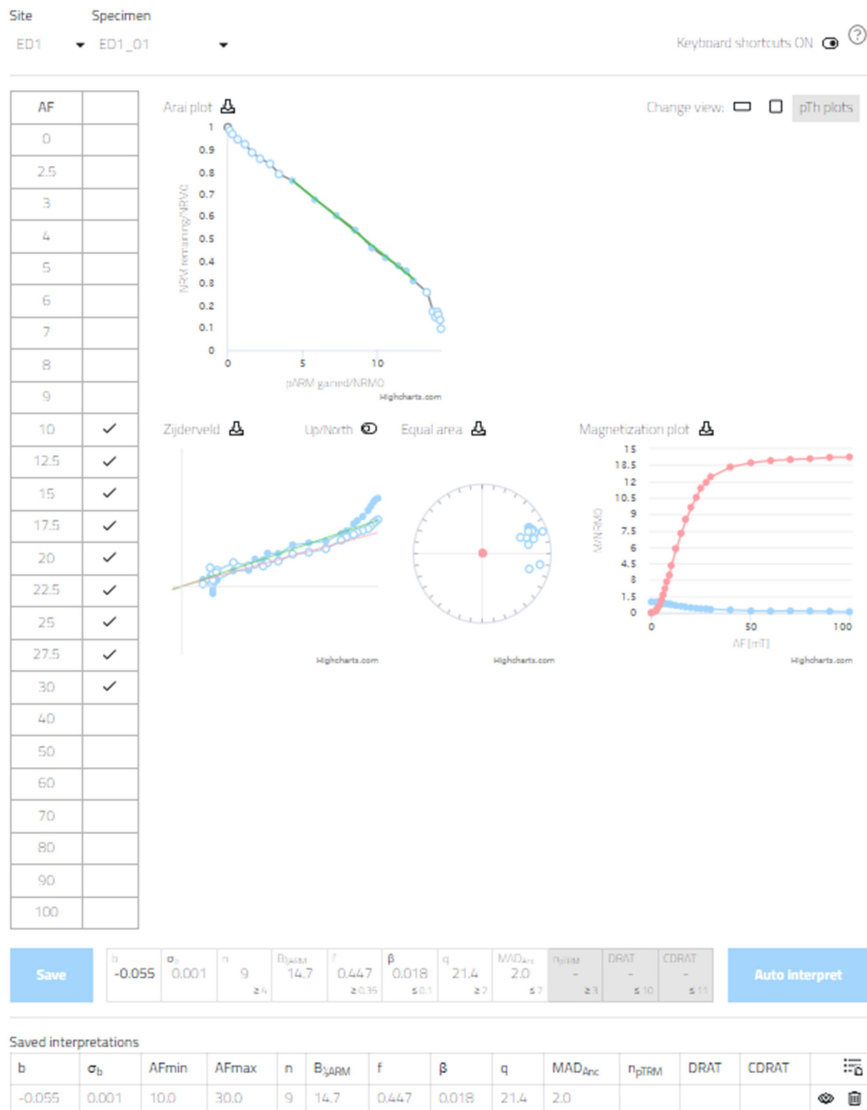 Site Specimen
ED1 ED1_01 Keyboard shortcuts ON ?
AF
0
2.5
3
4
5
6
7
8
9
10
12.5
15
17.5
20
22.5
25
27.5
30
40
50
60
70
80
90
100
Arai plot Change view: pTh plots
1
0.9
0.8
0.7
0.6
0.5
0.4
0.3
0.2
0.1
0
NRM remaining/NRM0
0 5 10
pARM gained/NRM0
Highcharts.com
Zijderveld Up/North Equal area Magnetization plot
Highcharts.com
Highcharts.com
15
13.5
12
10.5
9
7.5
6
4.5
3
1.5
0
M/NRM0
0 50 100
AF [mT]
Highcharts.com
Save
b σb n B¼ARM f β q MADAnc npTRM DRAT CDRAT
-0.055 0.001 9 14.7 0.447 0.018 21.4 2.0 - - -
≥4 ≥0.35 ≤0.1 ≥2 ≤7 ≥3 ≤10 ≤11
Auto interpret
Saved interpretations
b σb AFmin AFmax n B¼ARM f β q MADAnc npTRM DRAT CDRAT
-0.055 0.001 10.0 30.0 9 14.7 0.447 0.018 21.4 2.0